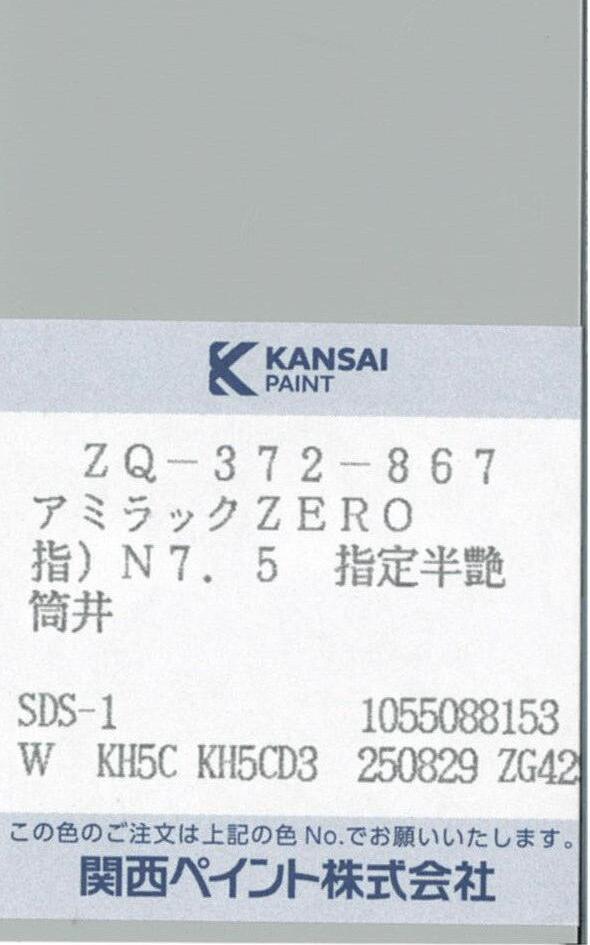 KANSAI
PAINT
ZQ－372－867
アミラックZERO
指）N7．5　指定半艶
筒井
SDS-1 1055088153
W KH5C KH5CD3 250829 ZG42
この色のご注文は上記の色 No.でお願いいたします。
関西ペイント株式会社